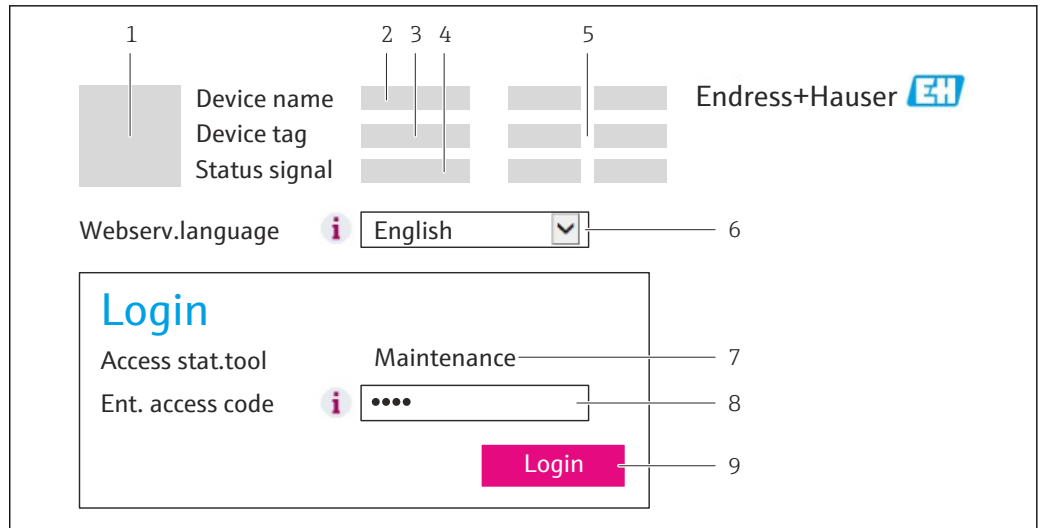 1 2 3 4 5
Device name
Endress+Hauser EH
Device tag
Status signal
Webserv.language i English 6
Login
Access stat.tool Maintenance 7
Ent. access code i •••• 8
Login 9